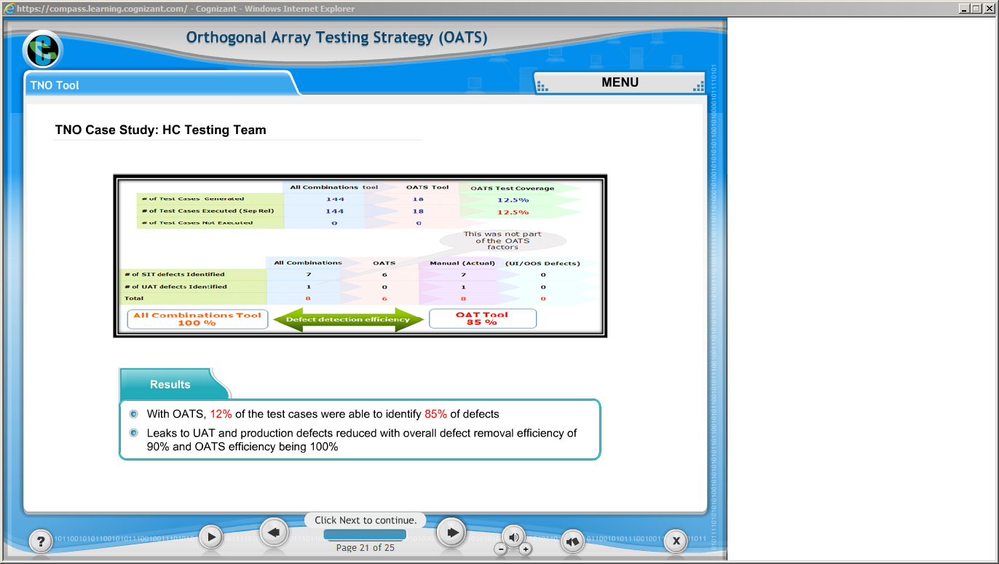 https://compass.learning.cognizant.com/ - Cognizant - Windows Internet Explorer
Orthogonal Array Testing Strategy (OATS)
TNO Tool
MENU
TNO Case Study: HC Testing Team
All Combinations tool OATS Tool OATS Test Coverage
# of Test Cases Generated 144 18 12.5%
# of Test Cases Executed (Sep Rel) 144 18 12.5%
# of Test Cases Not Executed 0 0
This was not part
of the OATS
factors
All Combinations OATS Manual (Actual) (UI/OOS Defects)
# of SIT defects Identified 7 6 7 0
# of UAT defects Identified 1 0 1 0
Total 8 6 8 0
All Combinations Tool
100 %
Defect detection efficiency
OAT Tool
85 %
Results
With OATS, 12% of the test cases were able to identify 85% of defects
Leaks to UAT and production defects reduced with overall defect removal efficiency of
90% and OATS efficiency being 100%
Click Next to continue.
Page 21 of 25
?
X